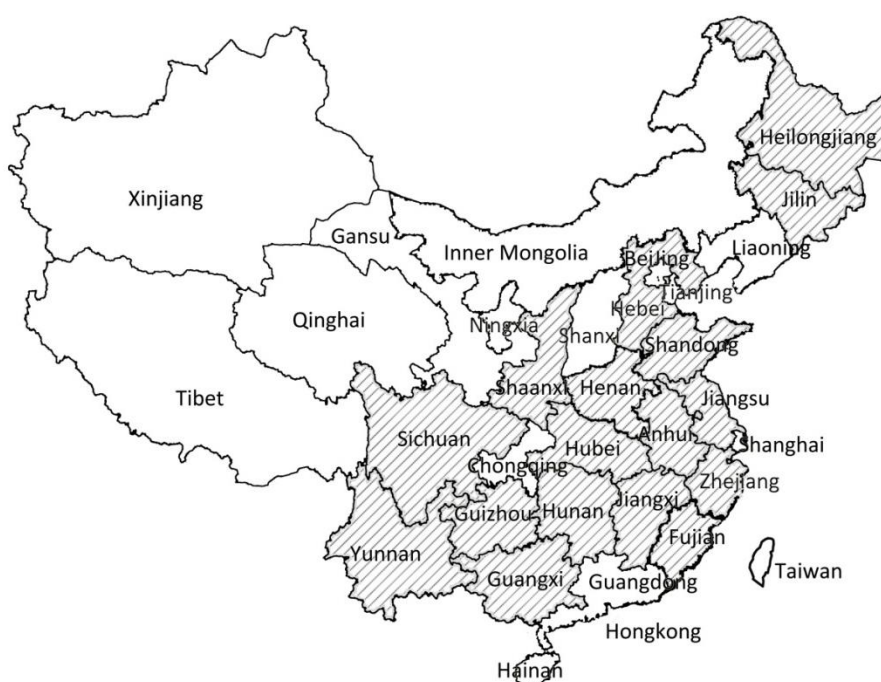 Heilongjiang
Jilin
Xinjiang
Gansu
Inner Mongolia
Liaoning
BeiJing
Tianjing
Hebei
Qinghai
Ningxia
Shanxi
Shandong
Tibet
Shaanxi
Henan
Jiangsu
Sichuan
Anhui
Shanghai
Hubei
Chongqing
Zhejiang
Guizhou
Hunan
Jiangxi
Yunnan
Fujian
Guangxi
Guangdong
Taiwan
Hongkong
Hainan